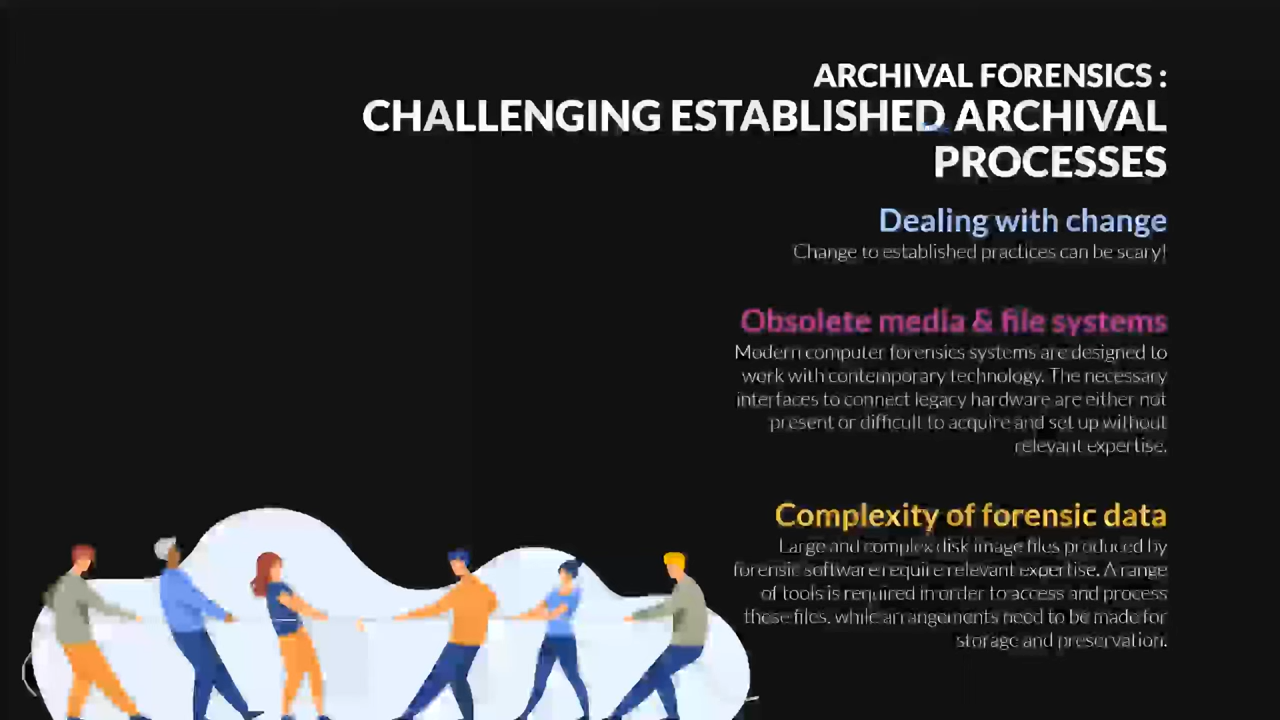 ARCHIVAL FORENSICS :
CHALLENGING ESTABLISHED ARCHIVAL
PROCESSES
Dealing with change
Change to established practices can be scary!
Obsolete media & file systems
Modern computer forensics systems are designed to
work with contemporary technology. The necessary
interfaces to connect legacy hardware are either not
present or difficult to acquire and set up without
relevant expertise.
Complexity of forensic data
Large and complex disk image files produced by
forensic software require relevant expertise. A range
of tools is required in order to access and process
these files, while arrangements need to be made for
storage and preservation.